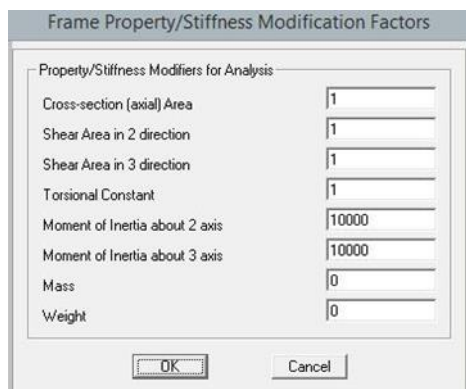 Frame Property/Stiffness Modification Factors
Property/Stiffness Modifiers for Analysis
Cross-section (axial) Area 1
Shear Area in 2 direction 1
Shear Area in 3 direction 1
Torsional Constant 1
Moment of Inertia about 2 axis 10000
Moment of Inertia about 3 axis 10000
Mass 0
Weight 0
OK Cancel